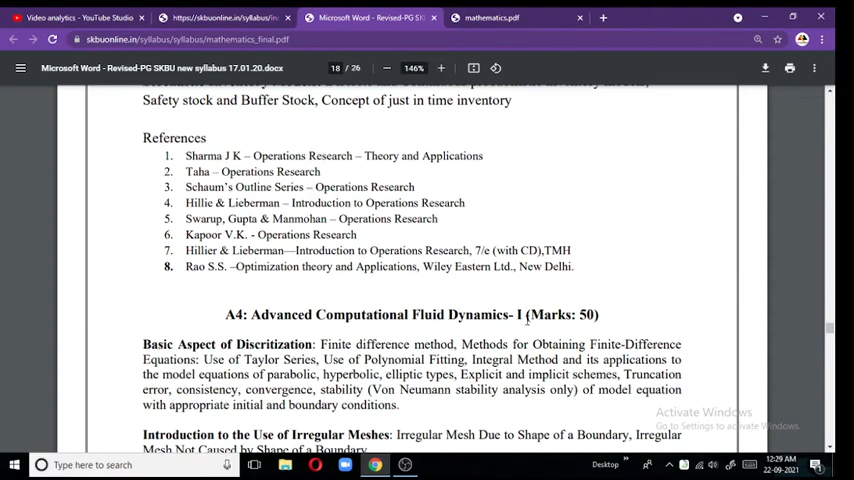 Video analytics - YouTube Studio
https://skbuonline.in/syllabus/in
Microsoft Word - Revised-PG SKB
mathematics.pdf
skbuonline.in/syllabus/syllabus/mathematics_final.pdf
Microsoft Word - Revised-PG SKBU new syllabus 17.01.20.docx
18 / 26
146%
Safety stock and Buffer Stock, Concept of just in time inventory
References
1. Sharma J K – Operations Research – Theory and Applications
2. Taha – Operations Research
3. Schaum's Outline Series – Operations Research
4. Hillie & Lieberman – Introduction to Operations Research
5. Swarup, Gupta & Manmohan – Operations Research
6. Kapoor V.K. - Operations Research
7. Hillier & Lieberman—Introduction to Operations Research, 7/e (with CD),TMH
8. Rao S.S. –Optimization theory and Applications, Wiley Eastern Ltd., New Delhi.
A4: Advanced Computational Fluid Dynamics- I (Marks: 50)
Basic Aspect of Discritization: Finite difference method, Methods for Obtaining Finite-Difference
Equations: Use of Taylor Series, Use of Polynomial Fitting, Integral Method and its applications to
the model equations of parabolic, hyperbolic, elliptic types, Explicit and implicit schemes, Truncation
error, consistency, convergence, stability (Von Neumann stability analysis only) of model equation
with appropriate initial and boundary conditions.
Introduction to the Use of Irregular Meshes: Irregular Mesh Due to Shape of a Boundary, Irregular
Mesh Not Caused by Shape of a Boundary
Activate Windows
Go to Settings to activate Windows.
Type here to search
Desktop
12:29 AM
22-09-2021